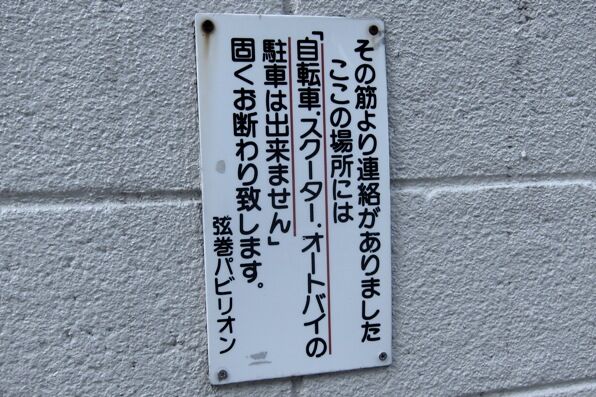 その筋より連絡がありました
ここの場所には
「自転車.スクーター.オートバイの
駐車は出来ません」
固くお断わり致します。
弦巻パビリオン